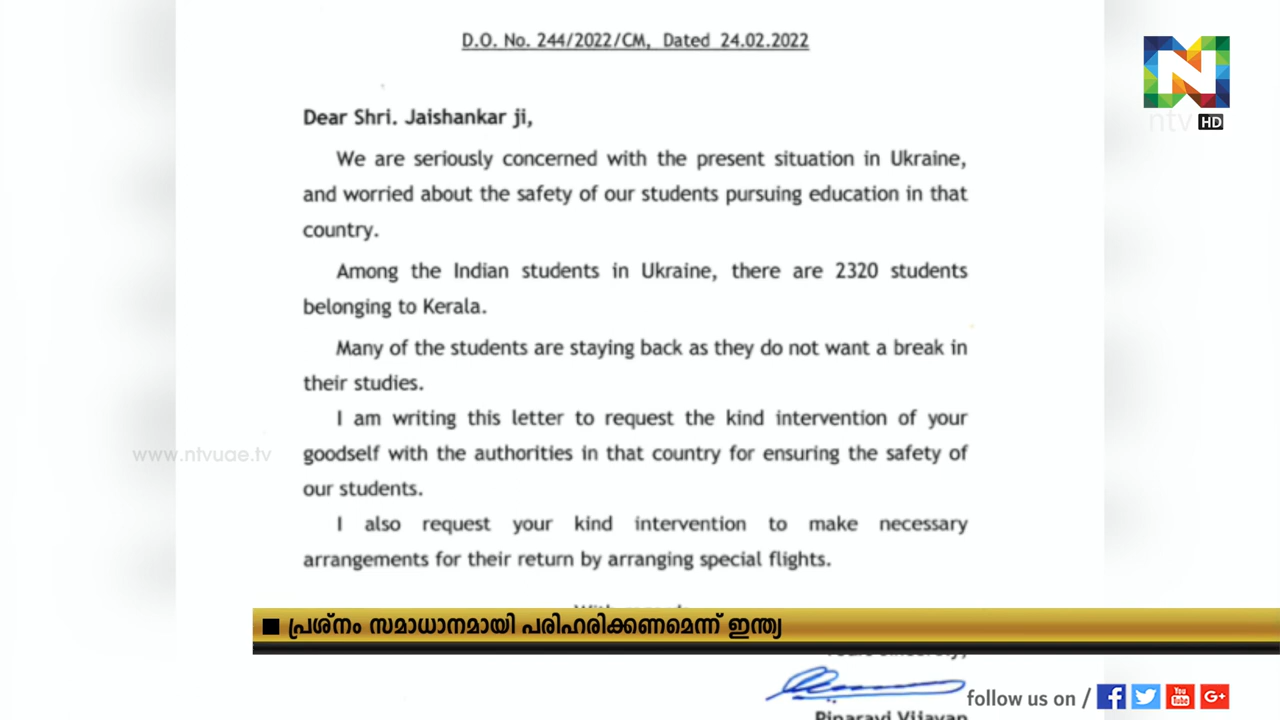 D.O. No. 244/2022/CM, Dated 24.02.2022
ntv HD
Dear Shri. Jaishankar ji,
We are seriously concerned with the present situation in Ukraine,
and worried about the safety of our students pursuing education in that
country.
Among the Indian students in Ukraine, there are 2320 students
belonging to Kerala.
Many of the students are staying back as they do not want a break in
their studies.
I am writing this letter to request the kind intervention of your
goodself with the authorities in that country for ensuring the safety of
our students.
www.ntvuae.tv
I also request your kind intervention to make necessary
arrangements for their return by arranging special flights.
■ പ്രശ്നം സമാധാനമായി പരിഹരിക്കണമെന്ന് ഇന്ത്യ
follow us on /
Pinarayi Vijayan